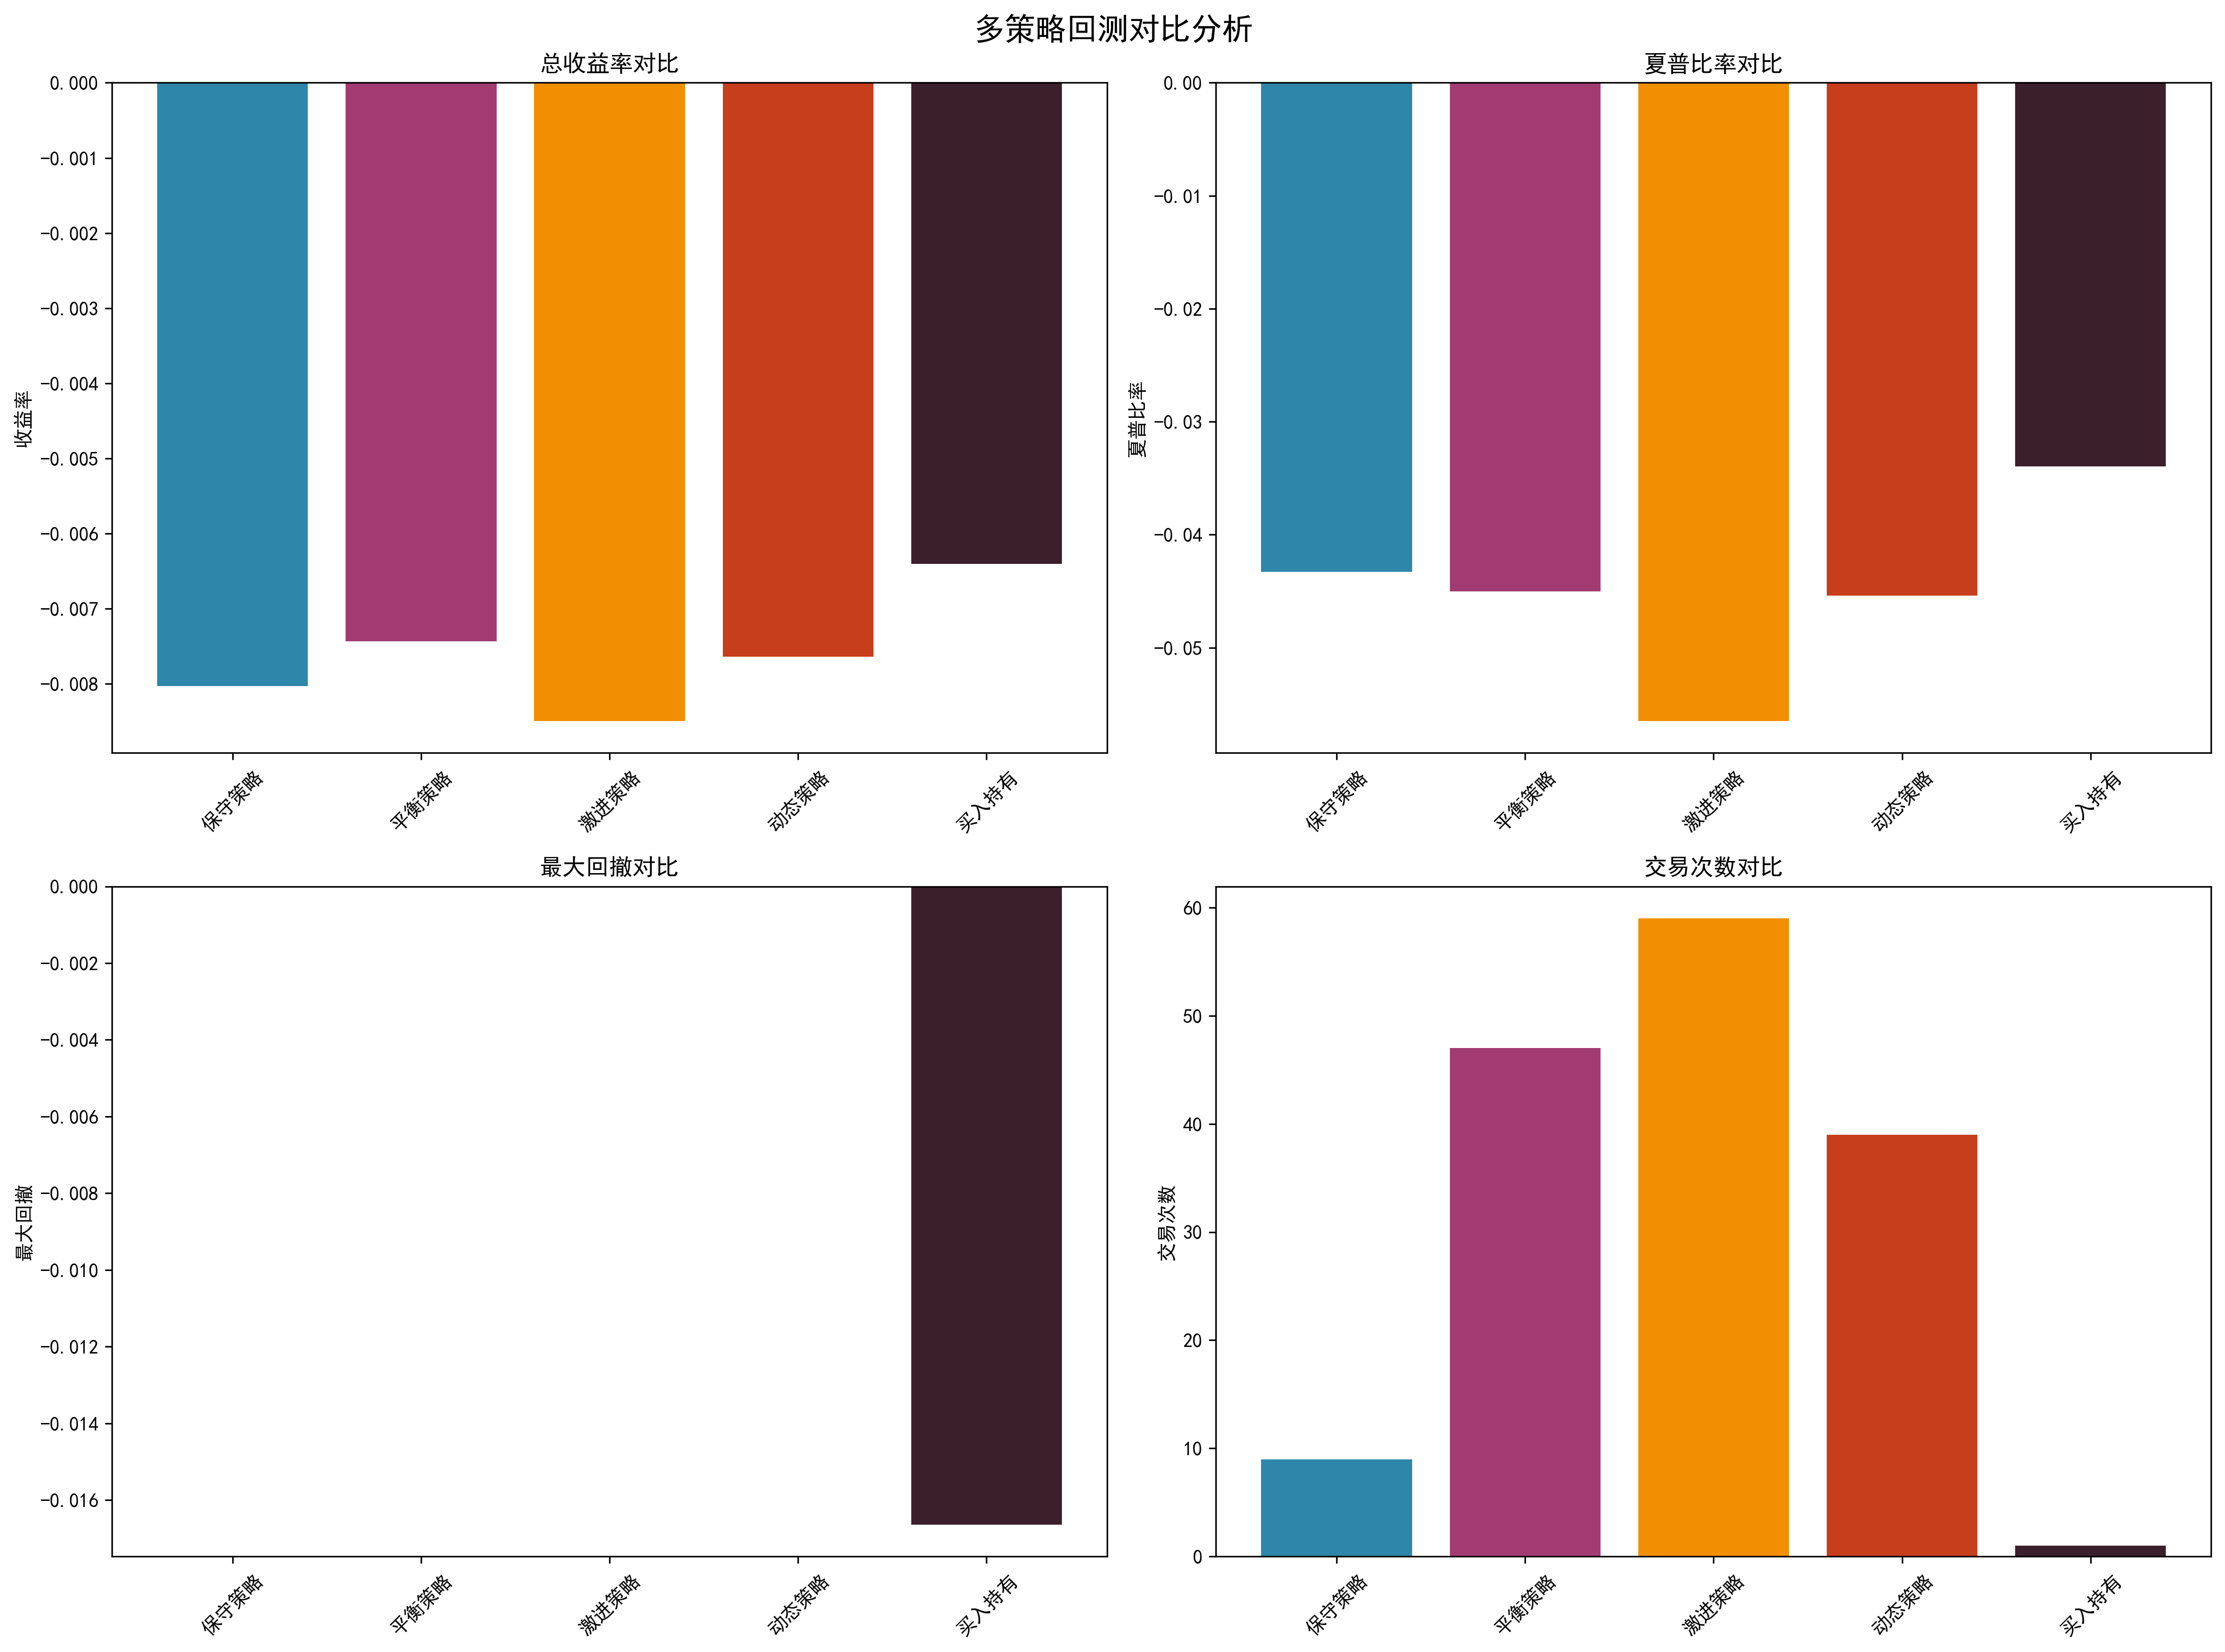 多策略回测对比分析
总收益率对比
收益率
0.000
-0.001
-0.002
-0.003
-0.004
-0.005
-0.006
-0.007
-0.008
保守策略
平衡策略
激进策略
动态策略
买入持有
夏普比率对比
夏普比率
0.00
-0.01
-0.02
-0.03
-0.04
-0.05
保守策略
平衡策略
激进策略
动态策略
买入持有
最大回撤对比
最大回撤
0.000
-0.002
-0.004
-0.006
-0.008
-0.010
-0.012
-0.014
-0.016
保守策略
平衡策略
激进策略
动态策略
买入持有
交易次数对比
交易次数
60
50
40
30
20
10
0
保守策略
平衡策略
激进策略
动态策略
买入持有